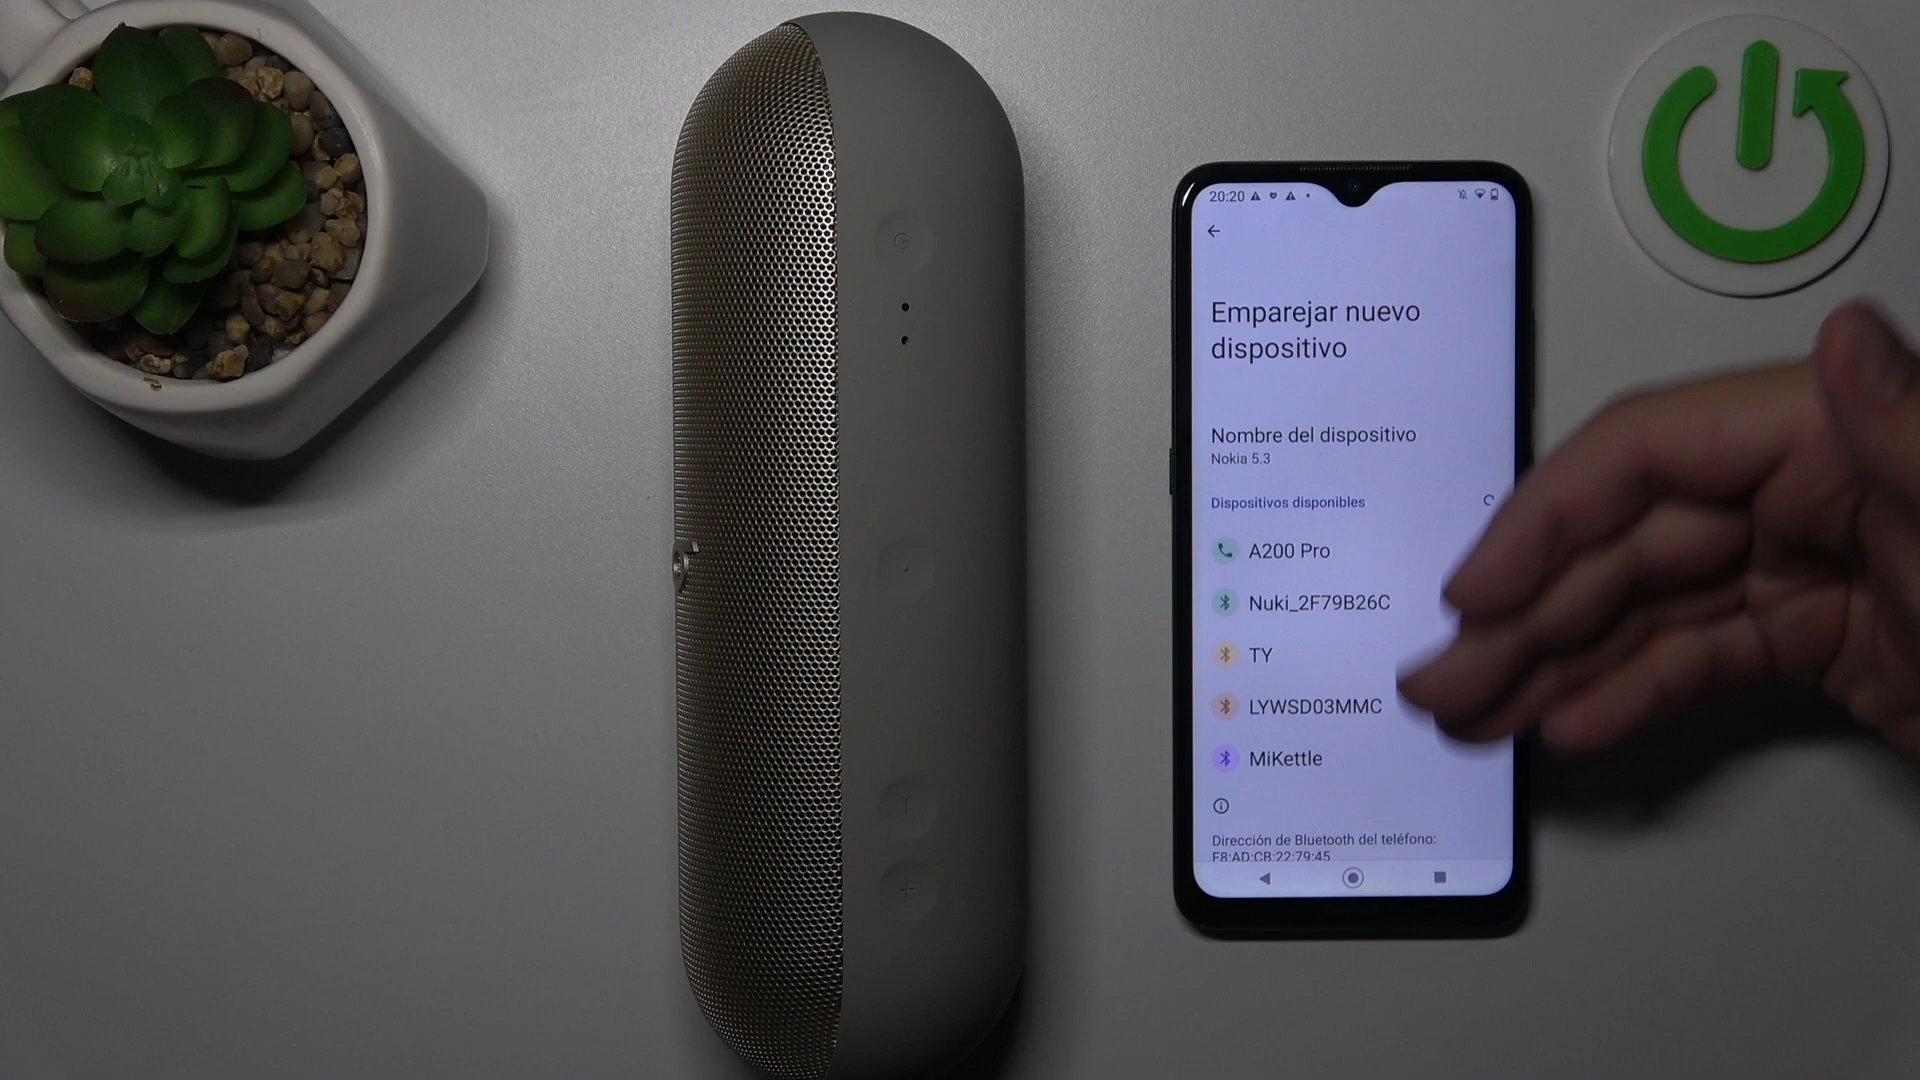 20:20
Emparejar nuevo
dispositivo
Nombre del dispositivo
Nokia 5.3
Dispositivos disponibles
A200 Pro
Nuki_2F79B26C
TY
LYWSD03MMC
MiKettle
Dirección de Bluetooth del teléfono:
F8:AD:CB:22:79:45